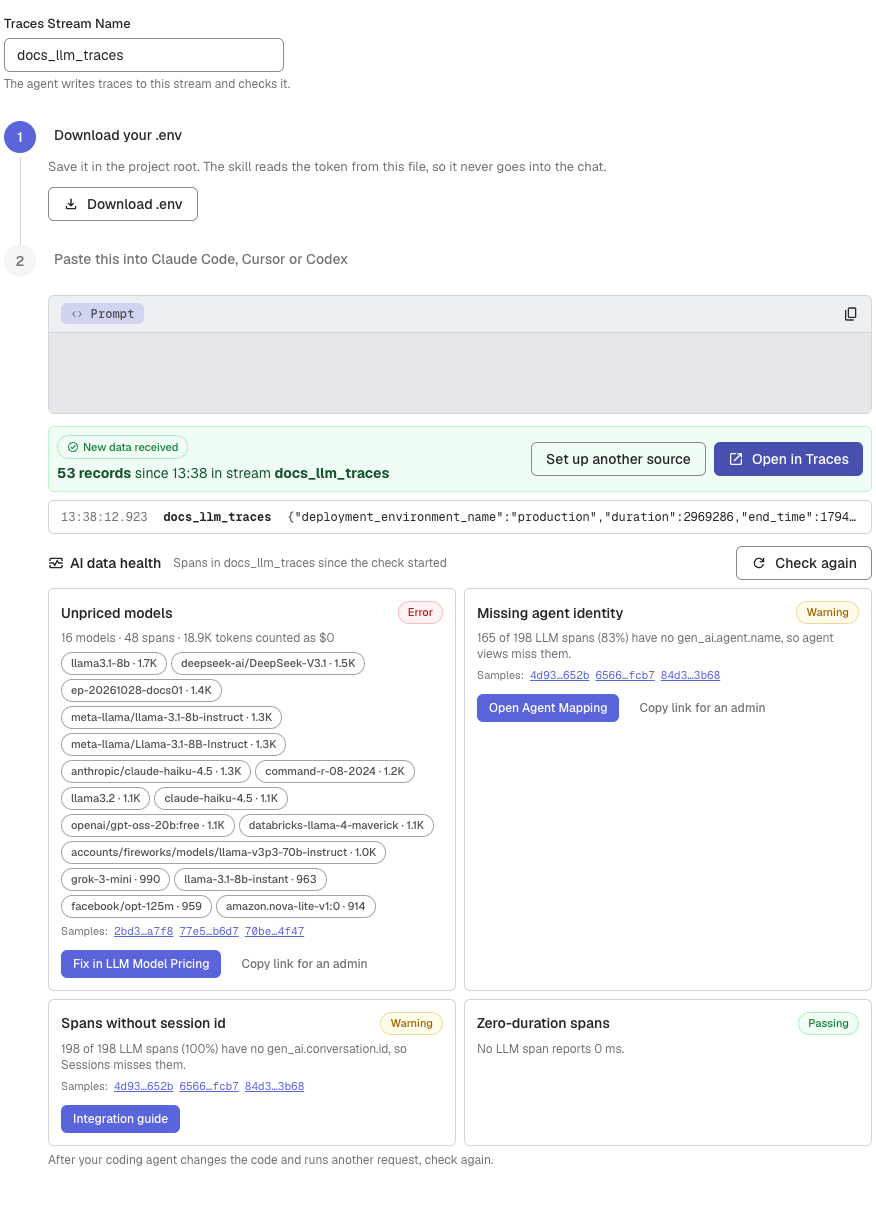 Traces Stream Name
docs_llm_traces
The agent writes traces to this stream and checks it.
1
Download your .env
Save it in the project root. The skill reads the token from this file, so it never goes into the chat.
Download .env
2
Paste this into Claude Code, Cursor or Codex
<> Prompt
New data received
53 records since 13:38 in stream docs_llm_traces
Set up another source
Open in Traces
13:38:12.923 docs_llm_traces {"deployment_environment_name":"production","duration":2969286,"end_time":1794…
AI data health Spans in docs_llm_traces since the check started
Check again
Unpriced models
Error
16 models · 48 spans · 18.9K tokens counted as $0
llama3.1-8b · 1.7K
deepseek-ai/DeepSeek-V3.1 · 1.5K
ep-20261028-docs01 · 1.4K
meta-llama/llama-3.1-8b-instruct · 1.3K
meta-llama/Llama-3.1-8B-Instruct · 1.3K
anthropic/claude-haiku-4.5 · 1.3K
command-r-08-2024 · 1.2K
llama3.2 · 1.1K
claude-haiku-4.5 · 1.1K
openai/gpt-oss-20b:free · 1.1K
databricks-llama-4-maverick · 1.1K
accounts/fireworks/models/llama-v3p3-70b-instruct · 1.0K
grok-3-mini · 990
llama-3.1-8b-instant · 963
facebook/opt-125m · 959
amazon.nova-lite-v1:0 · 914
Samples: 2bd3…a7f8 77e5…b6d7 70be…4f47
Fix in LLM Model Pricing
Copy link for an admin
Missing agent identity
Warning
165 of 198 LLM spans (83%) have no gen_ai.agent.name, so agent
views miss them.
Samples: 4d93…652b 6566…fcb7 84d3…3b68
Open Agent Mapping
Copy link for an admin
Spans without session id
Warning
198 of 198 LLM spans (100%) have no gen_ai.conversation.id, so
Sessions misses them.
Samples: 4d93…652b 6566…fcb7 84d3…3b68
Integration guide
Zero-duration spans
Passing
No LLM span reports 0 ms.
After your coding agent changes the code and runs another request, check again.